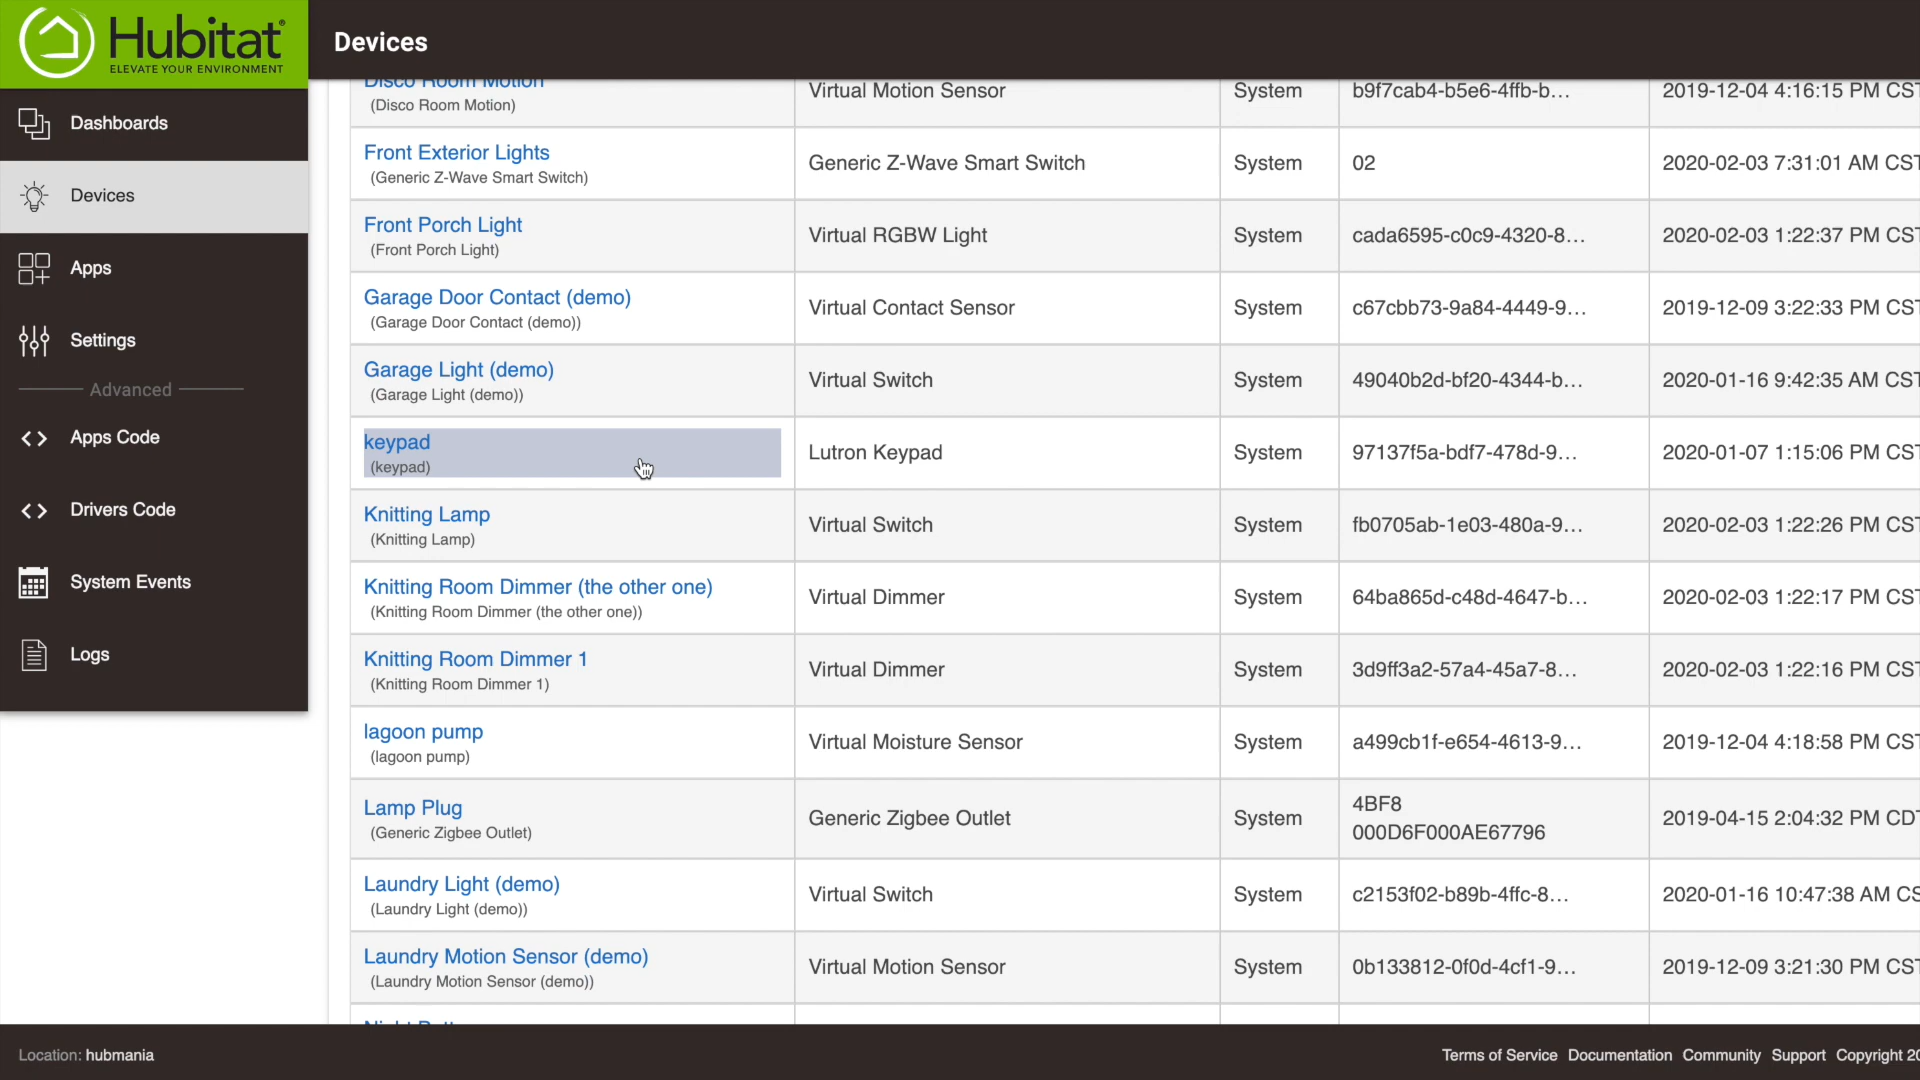 Hubitat®
ELEVATE YOUR ENVIRONMENT
Devices
Dashboards
Devices
Apps
Settings
Advanced
Apps Code
Drivers Code
System Events
Logs
Disco Room Motion
(Disco Room Motion)
Virtual Motion Sensor
System
b9f7cab4-b5e6-4ffb-b...
2019-12-04 4:16:15 PM CST
Front Exterior Lights
(Generic Z-Wave Smart Switch)
Generic Z-Wave Smart Switch
System
02
2020-02-03 7:31:01 AM CST
Front Porch Light
(Front Porch Light)
Virtual RGBW Light
System
cada6595-c0c9-4320-8...
2020-02-03 1:22:37 PM CST
Garage Door Contact (demo)
(Garage Door Contact (demo))
Virtual Contact Sensor
System
c67cbb73-9a84-4449-9...
2019-12-09 3:22:33 PM CST
Garage Light (demo)
(Garage Light (demo))
Virtual Switch
System
49040b2d-bf20-4344-b...
2020-01-16 9:42:35 AM CST
keypad
(keypad)
Lutron Keypad
System
97137f5a-bdf7-478d-9...
2020-01-07 1:15:06 PM CST
Knitting Lamp
(Knitting Lamp)
Virtual Switch
System
fb0705ab-1e03-480a-9...
2020-02-03 1:22:26 PM CST
Knitting Room Dimmer (the other one)
(Knitting Room Dimmer (the other one))
Virtual Dimmer
System
64ba865d-c48d-4647-b...
2020-02-03 1:22:17 PM CST
Knitting Room Dimmer 1
(Knitting Room Dimmer 1)
Virtual Dimmer
System
3d9ff3a2-57a4-45a7-8...
2020-02-03 1:22:16 PM CST
lagoon pump
(lagoon pump)
Virtual Moisture Sensor
System
a499cb1f-e654-4613-9...
2019-12-04 4:18:58 PM CST
Lamp Plug
(Generic Zigbee Outlet)
Generic Zigbee Outlet
System
4BF8
000D6F000AE67796
2019-04-15 2:04:32 PM CDT
Laundry Light (demo)
(Laundry Light (demo))
Virtual Switch
System
c2153f02-b89b-4ffc-8...
2020-01-16 10:47:38 AM CS
Laundry Motion Sensor (demo)
(Laundry Motion Sensor (demo))
Virtual Motion Sensor
System
0b133812-0f0d-4cf1-9...
2019-12-09 3:21:30 PM CST
Location: hubmania
Terms of Service Documentation Community Support Copyright 20